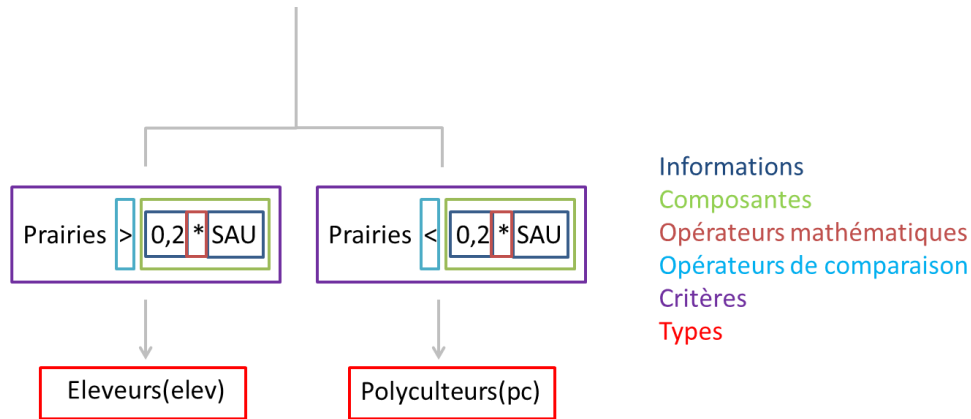 Prairies > 0,2 * SAU
Prairies < 0,2 * SAU
Eleveurs(elev)
Polyculteurs(pc)
Informations
Composantes
Opérateurs mathématiques
Opérateurs de comparaison
Critères
Types